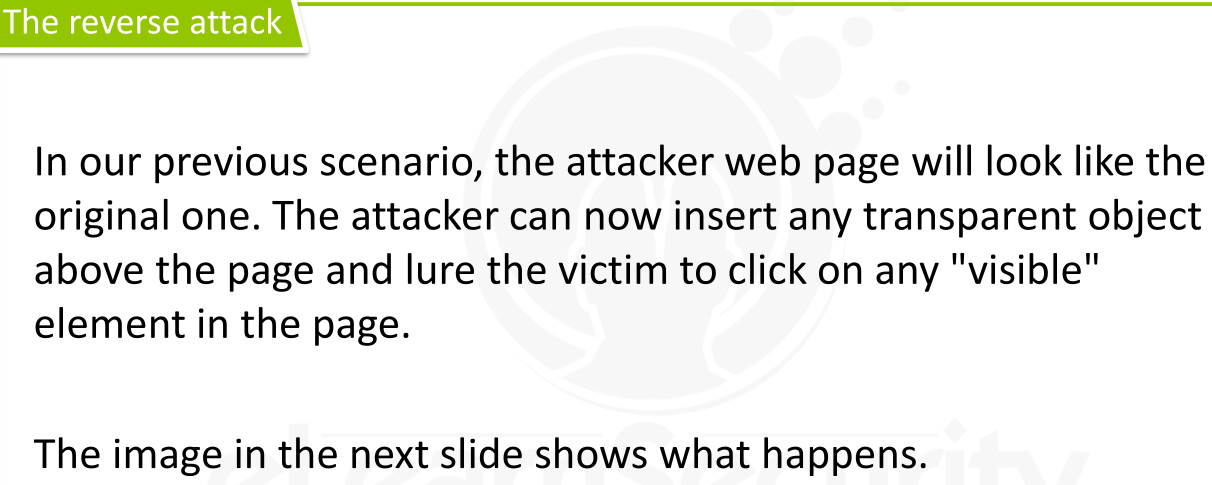 The reverse attack
In our previous scenario, the attacker web page will look like the
original one. The attacker can now insert any transparent object
above the page and lure the victim to click on any "visible"
element in the page.
The image in the next slide shows what happens.